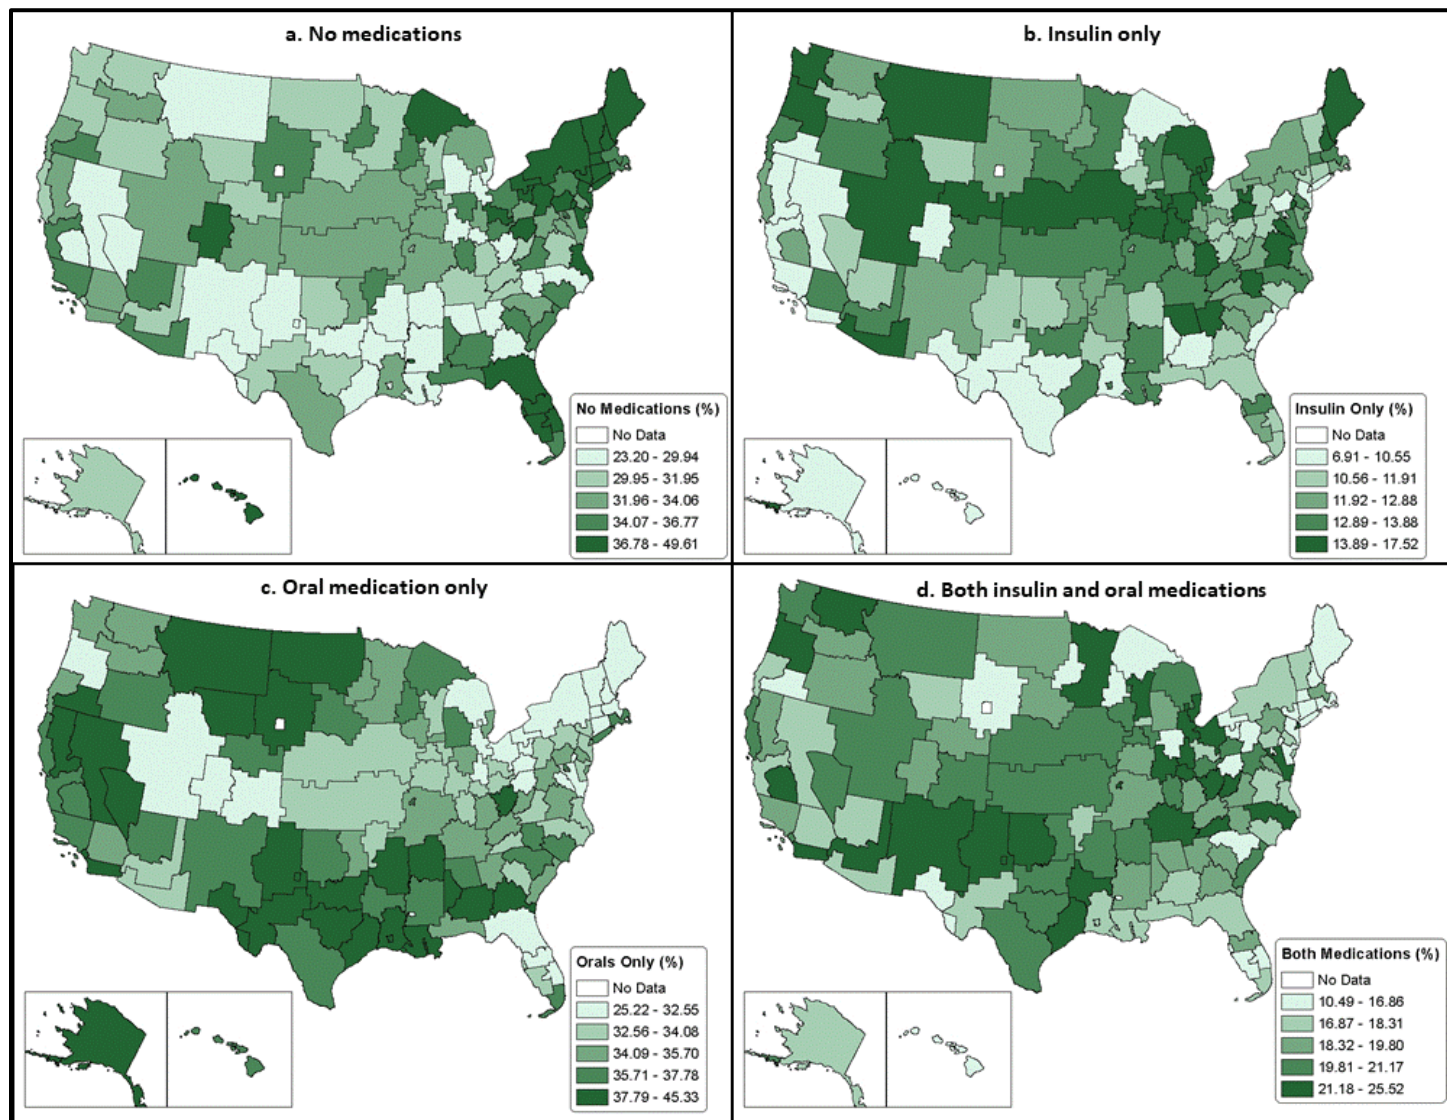 a. No medications
No Medications (%)
No Data
23.20 - 29.94
29.95 - 31.95
31.96 - 34.06
34.07 - 36.77
36.78 - 49.61
b. Insulin only
Insulin Only (%)
No Data
6.91 - 10.55
10.56 - 11.91
11.92 - 12.88
12.89 - 13.88
13.89 - 17.52
c. Oral medication only
Orals Only (%)
No Data
25.22 - 32.55
32.56 - 34.08
34.09 - 35.70
35.71 - 37.78
37.79 - 45.33
d. Both insulin and oral medications
Both Medications (%)
No Data
10.49 - 16.86
16.87 - 18.31
18.32 - 19.80
19.81 - 21.17
21.18 - 25.52